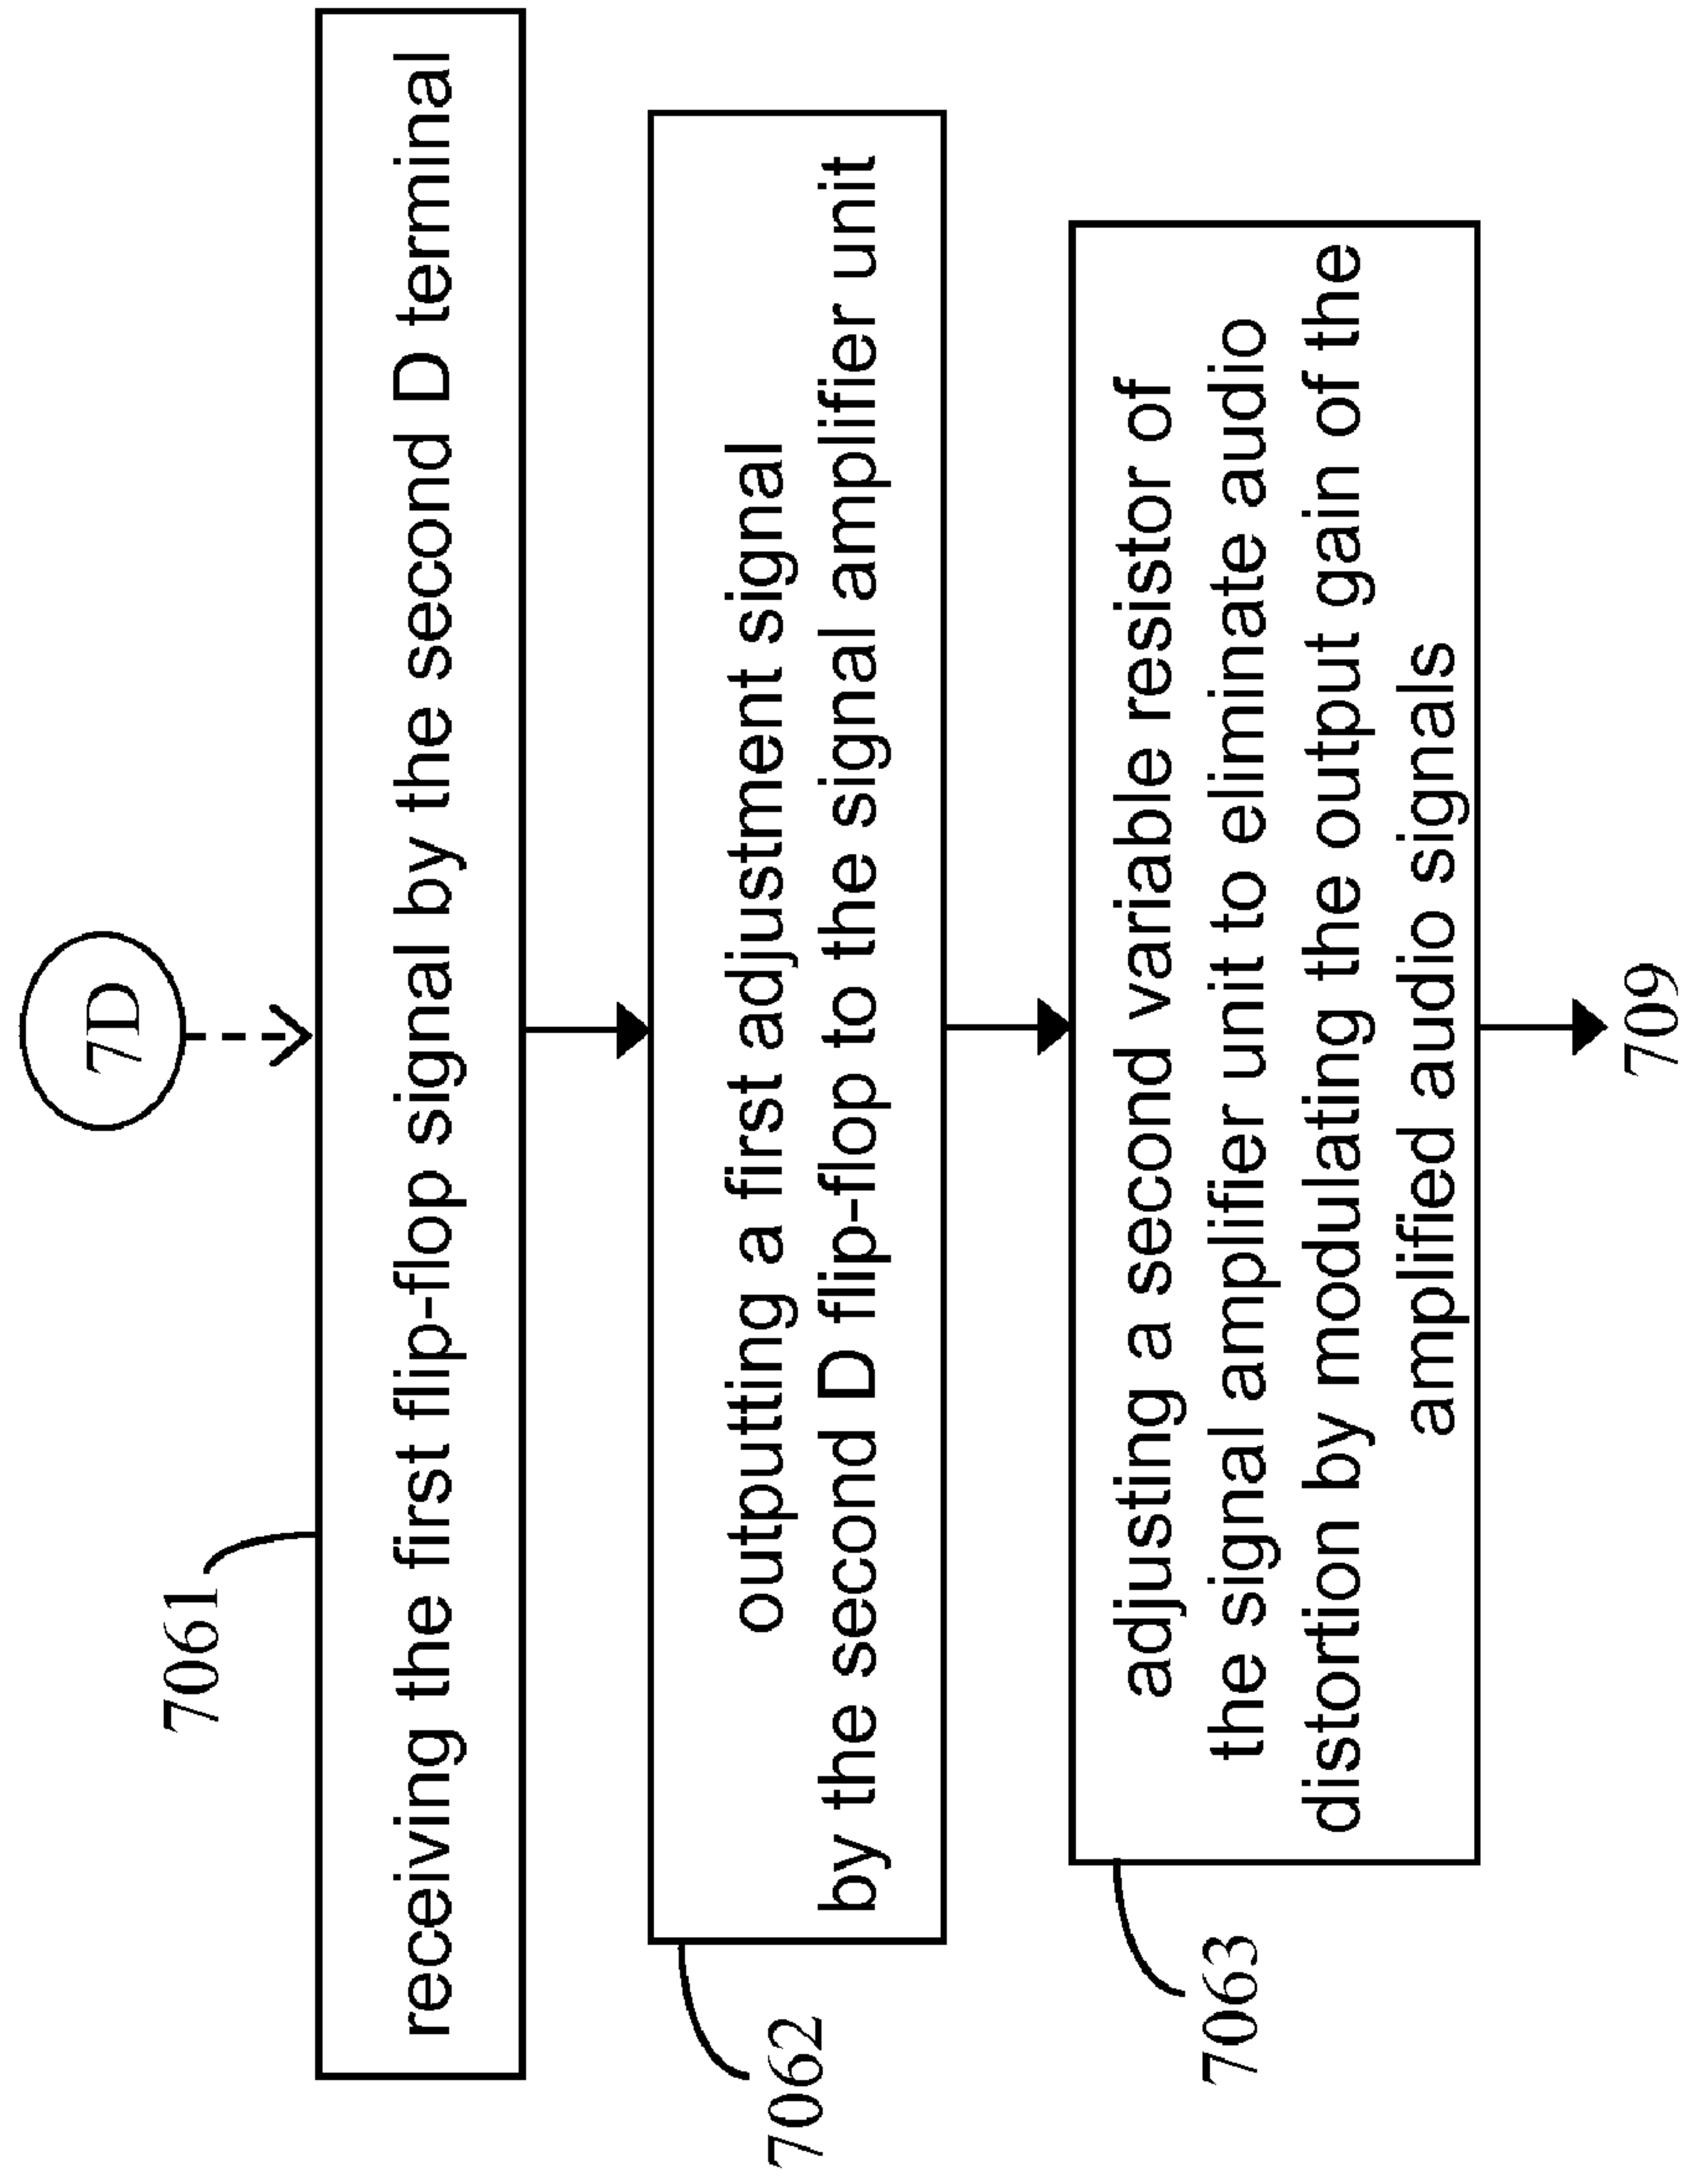 7D
7061
receiving the first flip-flop signal by the second D terminal
7062
outputting a first adjustment signal
by the second D flip-flop to the signal amplifier unit
7063
adjusting a second variable resistor of
the signal amplifier unit to eliminate audio
distortion by modulating the output gain of the
amplified audio signals
709